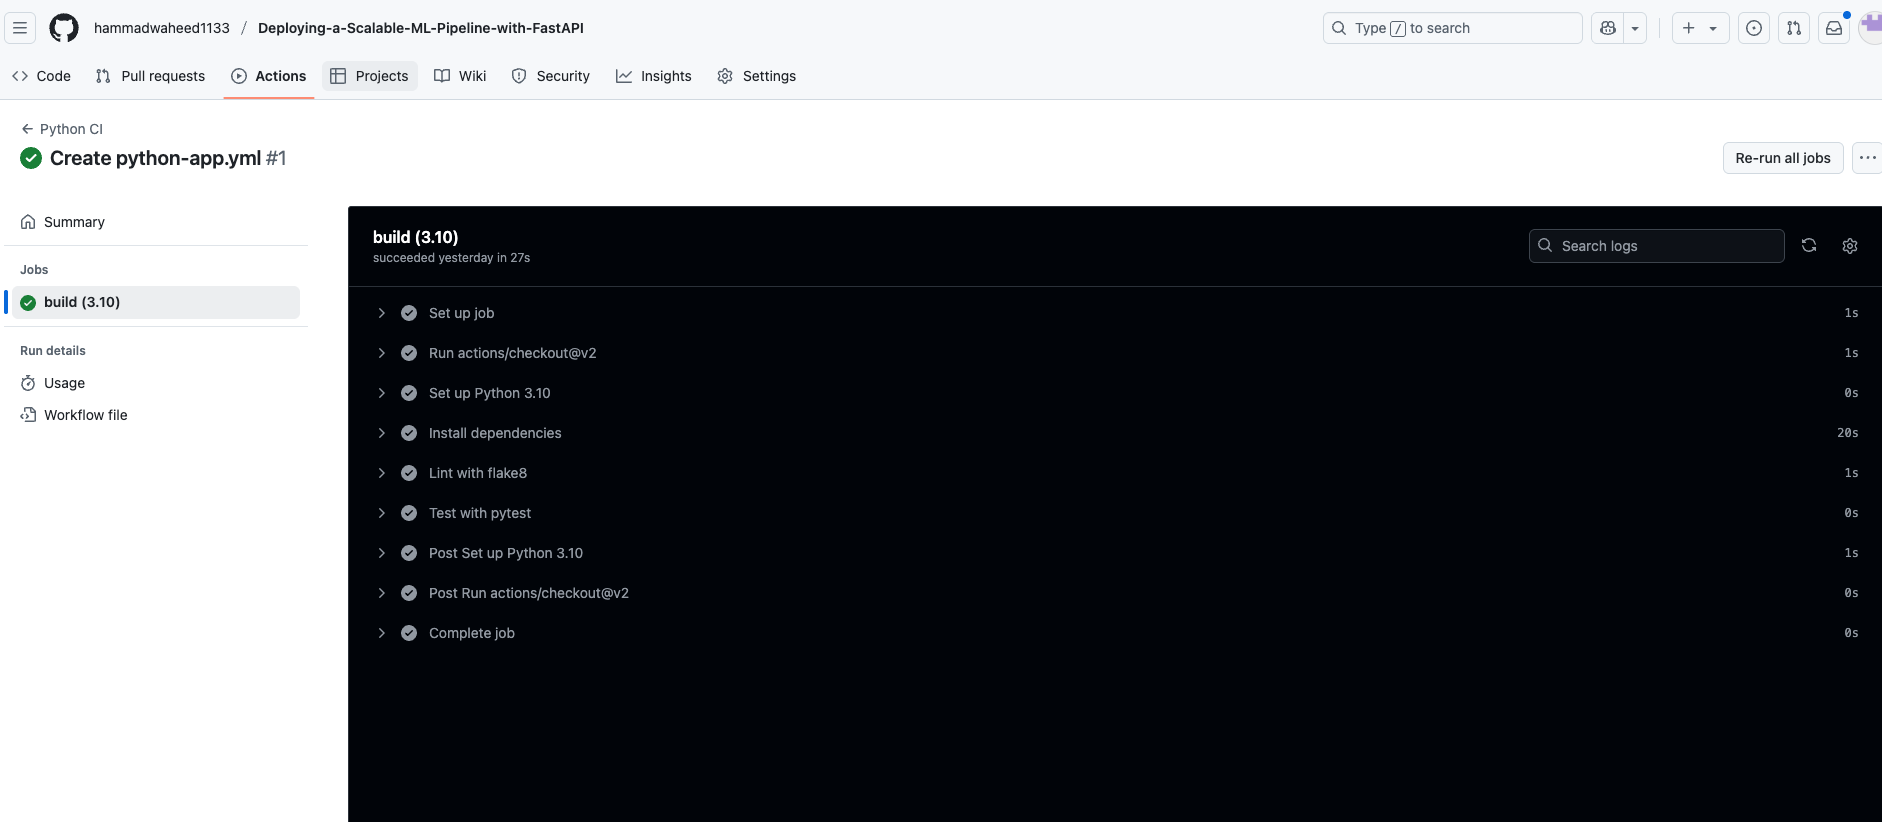 hammadwaheed1133 / Deploying-a-Scalable-ML-Pipeline-with-FastAPI
Type / to search
Code Pull requests Actions Projects Wiki Security Insights Settings
Python CI
Create python-app.yml #1
Re-run all jobs
Summary
Jobs
build (3.10)
Run details
Usage
Workflow file
build (3.10)
succeeded yesterday in 27s
Search logs
Set up job 1s
Run actions/checkout@v2 1s
Set up Python 3.10 0s
Install dependencies 20s
Lint with flake8 1s
Test with pytest 0s
Post Set up Python 3.10 1s
Post Run actions/checkout@v2 0s
Complete job 0s